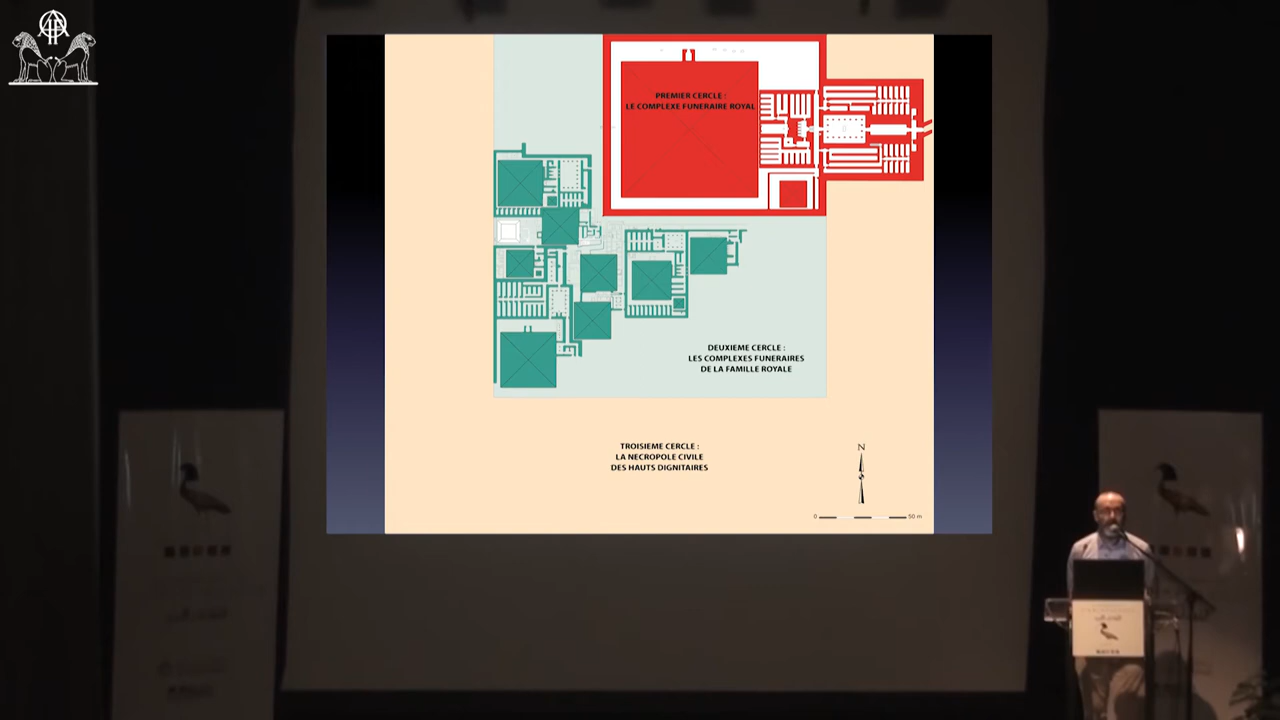 PREMIER CERCLE :
LE COMPLEXE FUNERAIRE ROYAL
DEUXIEME CERCLE :
LES COMPLEXES FUNERAIRES
DE LA FAMILLE ROYALE
TROISIEME CERCLE :
LA NECROPOLE CIVILE
DES HAUTS DIGNITAIRES
N
0 50 m